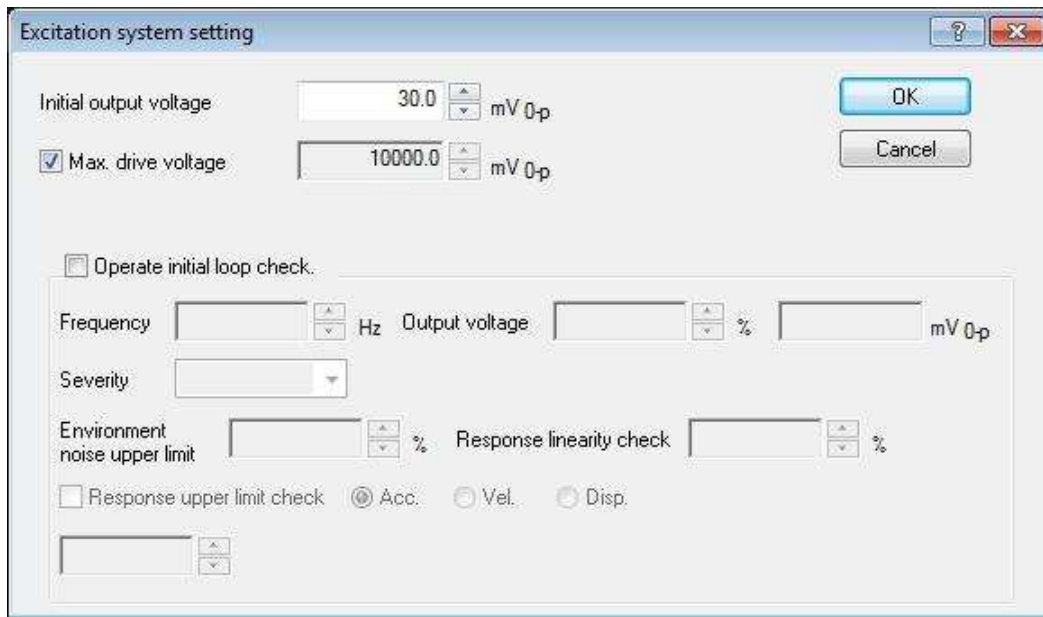 Excitation system setting
Initial output voltage 30.0 mV 0-p OK
Max. drive voltage 10000.0 mV 0-p Cancel
Operate initial loop check.
Frequency Hz Output voltage % mV 0-p
Severity
Environment
noise upper limit % Response linearity check %
Response upper limit check Acc. Vel. Disp.